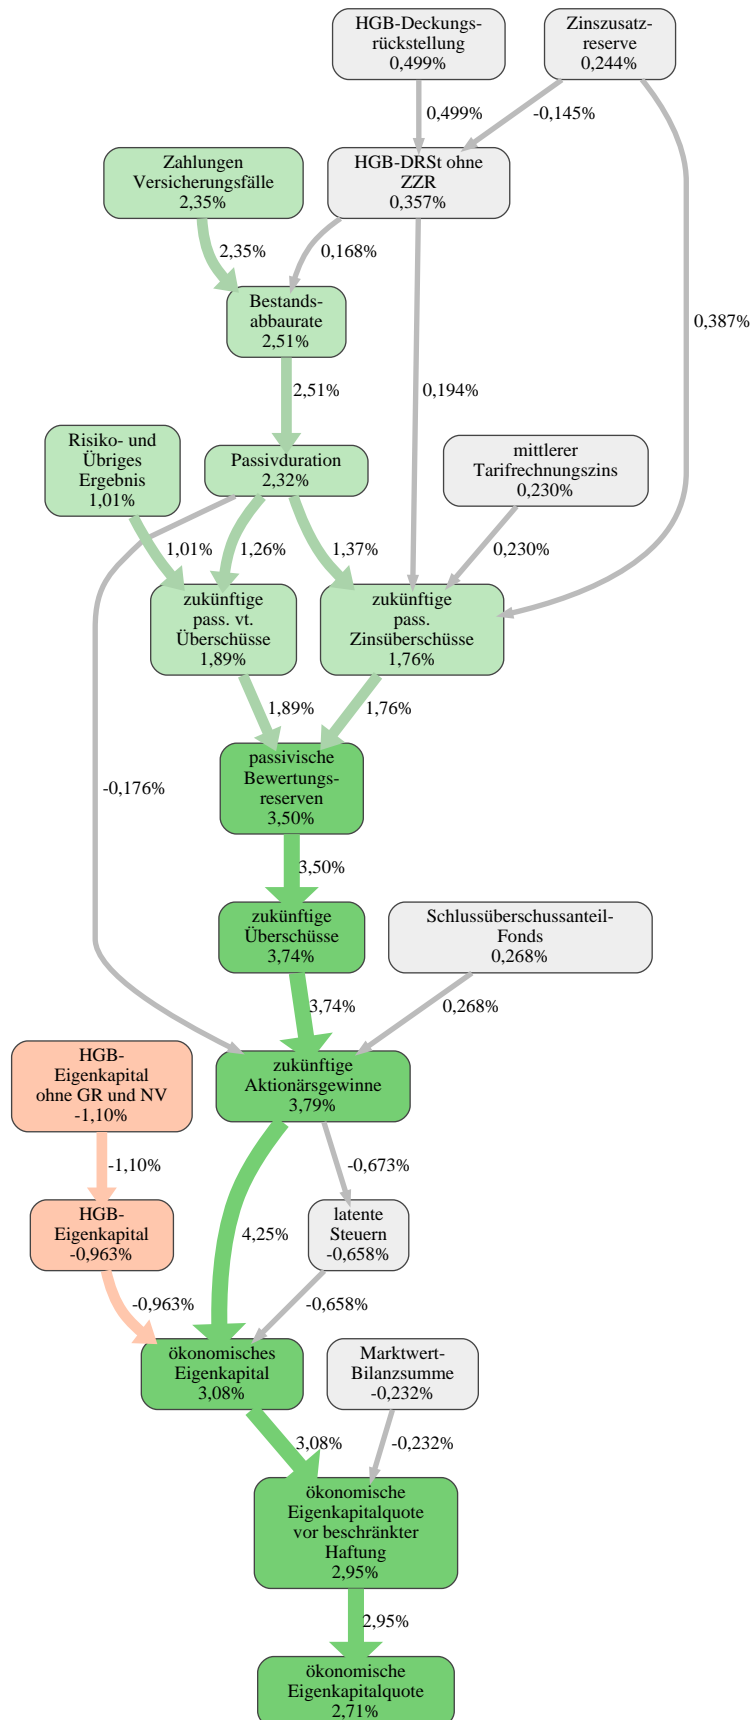 HGB-Deckungs-
rückstellung
0,499%
Zinszusatz-
reserve
0,244%
0,499%
-0,145%
Zahlungen
Versicherungsfälle
2,35%
HGB-DRSt ohne
ZZR
0,357%
2,35%
0,168%
Bestands-
abbaurate
2,51%
0,387%
2,51%
0,194%
Risiko- und
Übriges
Ergebnis
1,01%
Passivduration
2,32%
mittlerer
Tarifrechnungszins
0,230%
1,01%
1,26%
1,37%
0,230%
zukünftige
pass. vt.
Überschüsse
1,89%
zukünftige
pass.
Zinsüberschüsse
1,76%
1,89%
1,76%
-0,176%
passivische
Bewertungs-
reserven
3,50%
3,50%
zukünftige
Überschüsse
3,74%
Schlussüberschussanteil-
Fonds
0,268%
3,74%
0,268%
HGB-
Eigenkapital
ohne GR und NV
-1,10%
zukünftige
Aktionärsgewinne
3,79%
-1,10%
-0,673%
HGB-
Eigenkapital
-0,963%
4,25%
latente
Steuern
-0,658%
-0,963%
-0,658%
ökonomisches
Eigenkapital
3,08%
Marktwert-
Bilanzsumme
-0,232%
3,08%
-0,232%
ökonomische
Eigenkapitalquote
vor beschränkter
Haftung
2,95%
2,95%
ökonomische
Eigenkapitalquote
2,71%